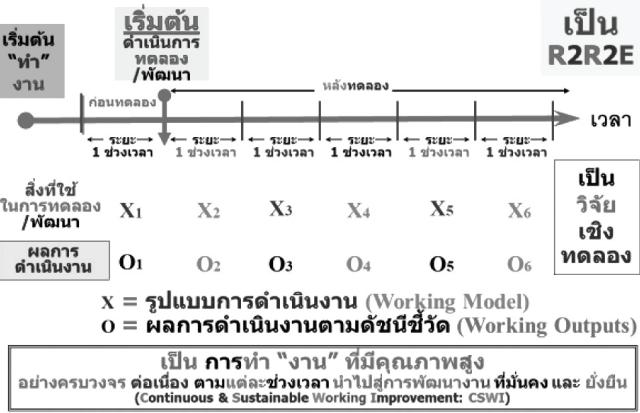 เริ่มต้น
“ทำ”
งาน
เริ่มต้น
ดำเนินการ
ทดลอง
/พัฒนา
เป็น
R2R2E
ก่อนทดลอง
หลังทดลอง
เวลา
ระยะ ระยะ ระยะ ระยะ ระยะ ระยะ
1 ช่วงเวลา 1 ช่วงเวลา 1 ช่วงเวลา 1 ช่วงเวลา 1 ช่วงเวลา 1 ช่วงเวลา
สิ่งที่ใช้
ในการทดลอง
/พัฒนา
X1 X2 X3 X4 X5 X6
ผลการ
ดำเนินงาน
O1 O2 O3 O4 O5 O6
เป็น
วิจัย
เชิง
ทดลอง
X = รูปแบบการดำเนินงาน (Working Model)
O = ผลการดำเนินงานตามดัชนีชี้วัด (Working Outputs)
เป็น การทำ “งาน” ที่มีคุณภาพสูง
อย่างครบวงจร ต่อเนื่อง ตามแต่ละช่วงเวลา นำไปสู่การพัฒนางาน ที่มั่นคง และ ยั่งยืน
(Continuous & Sustainable Working Improvement: CSWI)